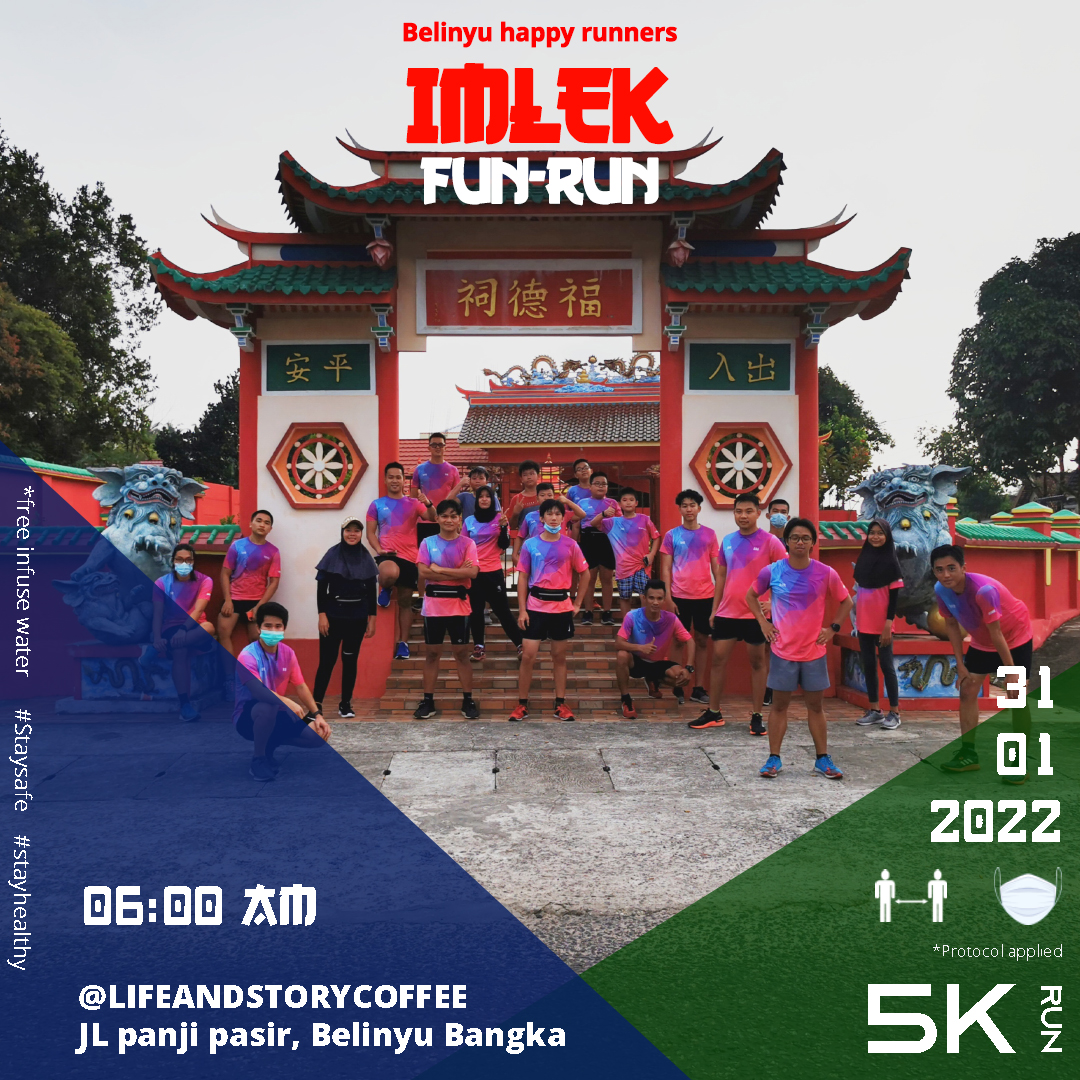 Belinyu happy runners
IMLEK
FUN-RUN
福德祠
出入
平安
*free infuse water #Staysafe #stayhealthy
31
01
2022
*Protocol applied
06:00 AM
@LIFEANDSTORYCOFFEE
JL panji pasir, Belinyu Bangka
5K RUN